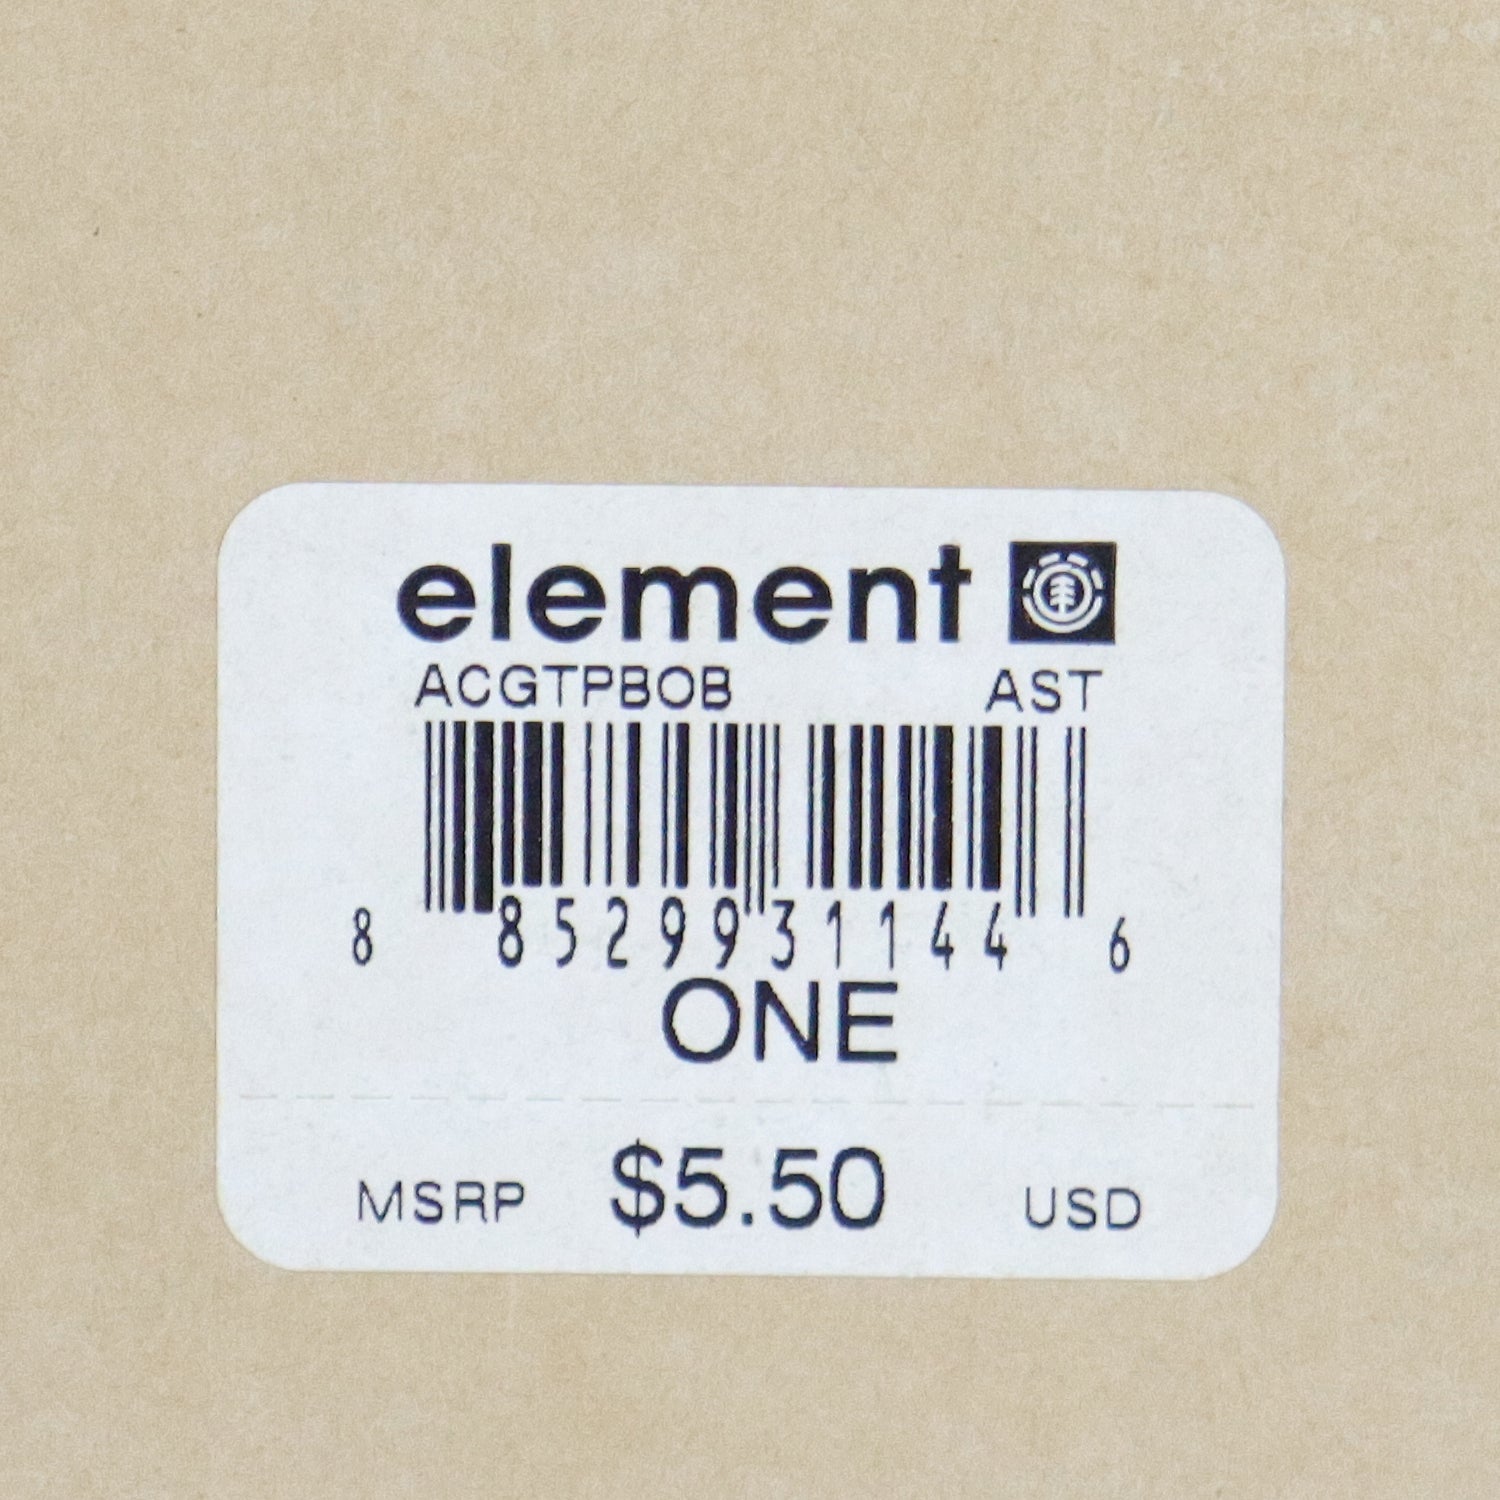 element
ACGTPBOB AST
8 85299 31144 6
ONE
MSRP $5.50 USD